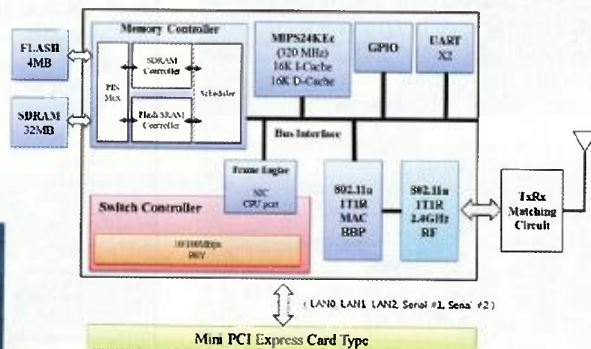 Memory Controller
FLASH
4MB
SDRAM
32MB
PIN
Mux
SDRAM
Controller
Flash SRAM
Controller
Scheduler
MIPS24KEc
(320 MHz)
16K I-Cache
16K D-Cache
GPIO
UART
X2
Bus Interface
Frame Engine
NIC
CPU port
Switch Controller
10/100Mbps
PHY
802.11n
1T1R
MAC
BBP
802.11n
1T1R
2.4GHz
RF
TxRx
Matching
Circuit
( LAN0, LAN1, LAN2, Serial #1, Serial #2 )
Mini PCI Express Card Type